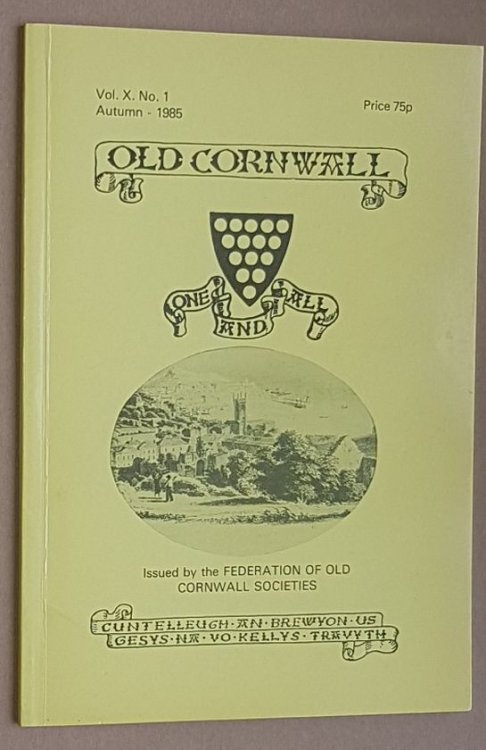 Vol. X. No. 1
Autumn - 1985
Price 75p
OLD CORNWALL
ONE AND ALL
Issued by the FEDERATION OF OLD
CORNWALL SOCIETIES
CUNTELLEUGH · AN · BREWYON · US
GESYS · NA · VO · KELLYS · TRAVYTH